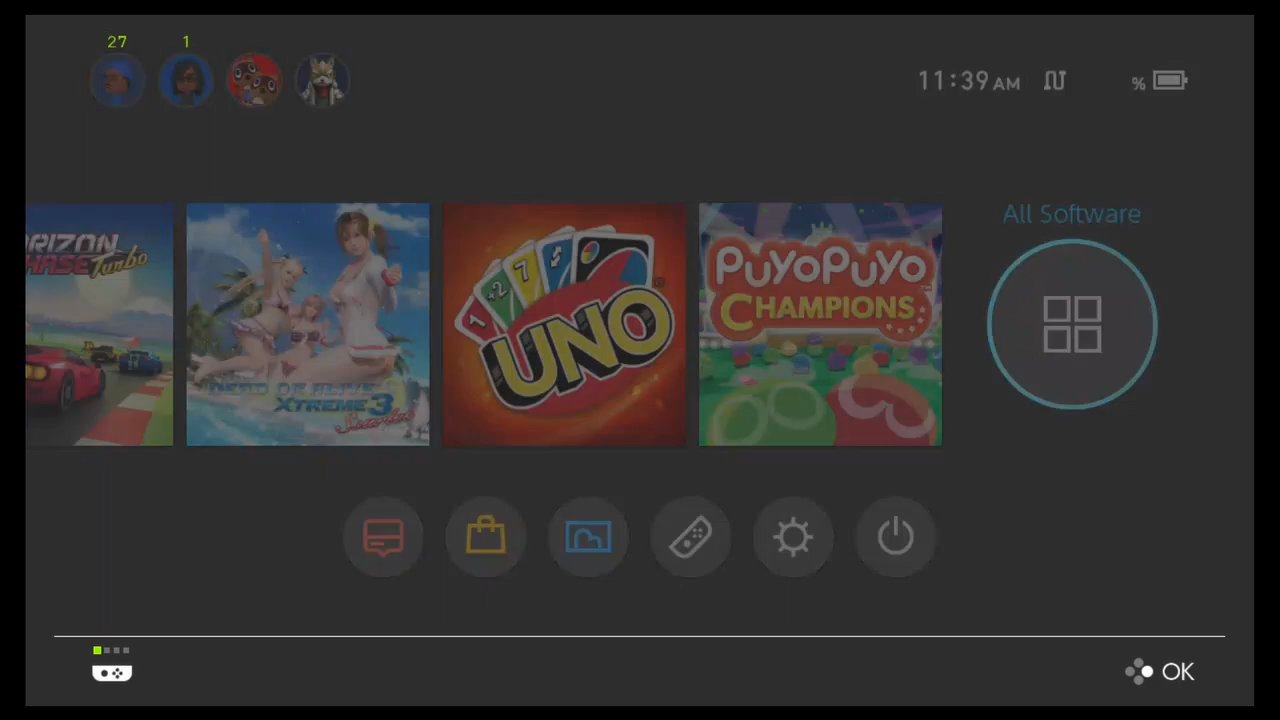 27
1
11:39 AM
%
All Software
RIZON
HASE Turbo
DEAD OR ALIVE
XTREME 3
Scarlet
1
+2
7
UNO
PUYOPUYO
CHAMPIONS
OK